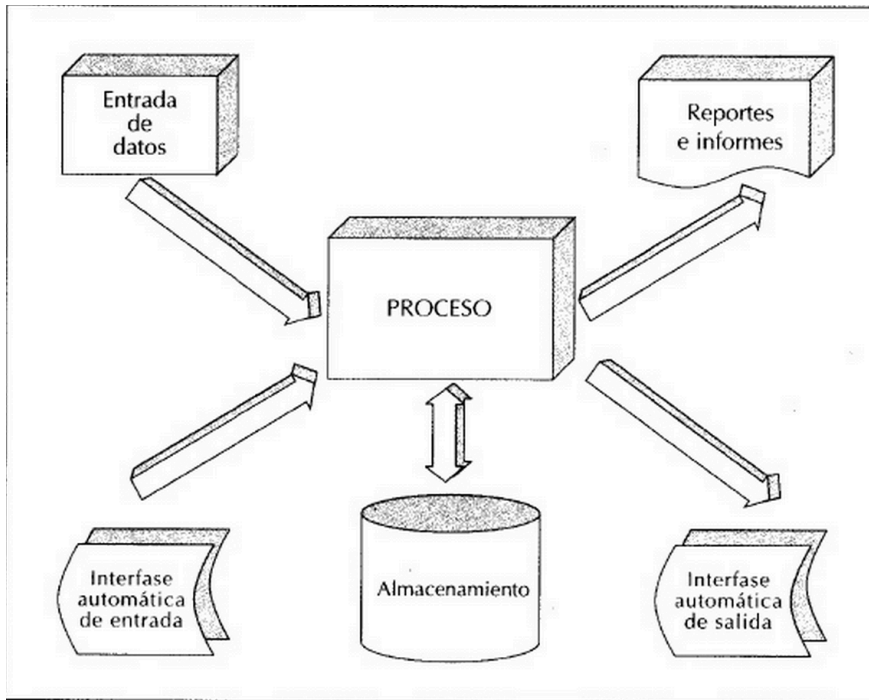 Entrada
de
datos
Reportes
e informes
PROCESO
Interfase
automática
de entrada
Almacenamiento
Interfase
automática
de salida